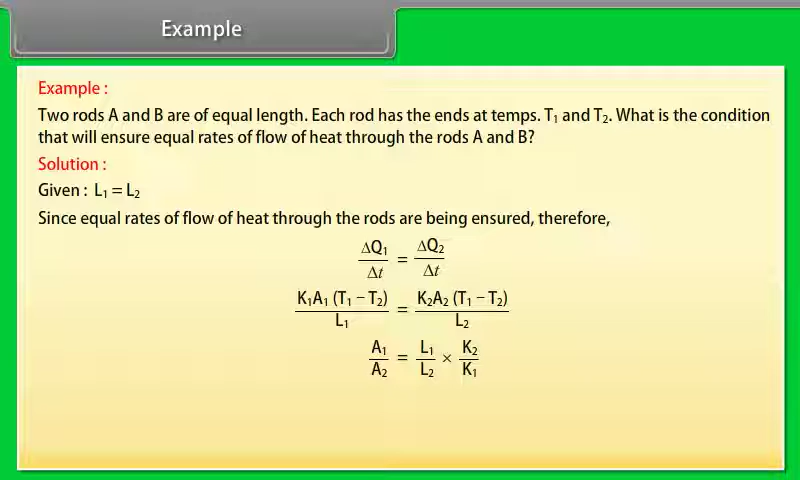 Example
Example :
Two rods A and B are of equal length. Each rod has the ends at temps. T₁ and T₂. What is the condition
that will ensure equal rates of flow of heat through the rods A and B?
Solution :
Given : L₁ = L₂
Since equal rates of flow of heat through the rods are being ensured, therefore,
ΔQ₁/Δt = ΔQ₂/Δt
K₁A₁ (T₁ − T₂)/L₁ = K₂A₂ (T₁ − T₂)/L₂
A₁/A₂ = L₁/L₂ × K₂/K₁